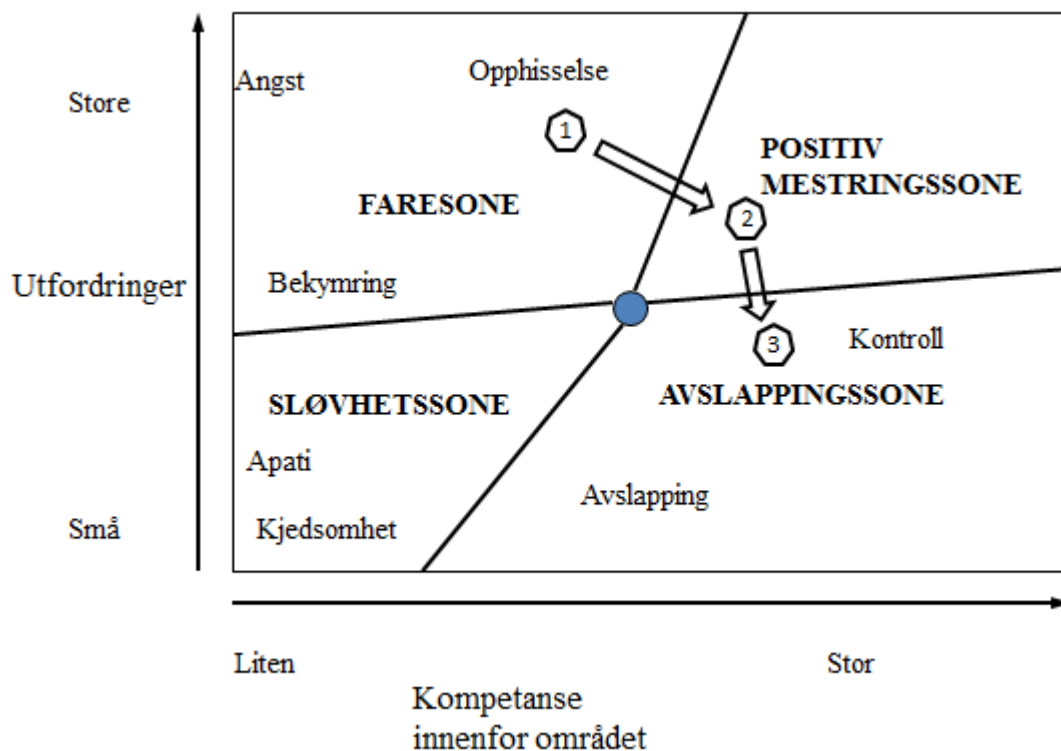 Opphisselse
Angst
Store
1
POSITIV
MESTRINGSSONE
FARESONE
2
Utfordringer
Bekymring
3
Kontroll
SLØVHETSSONE
AVSLAPPINGSSONE
Apati
Avslapping
Små
Kjedsomhet
Liten
Stor
Kompetanse
innenfor området